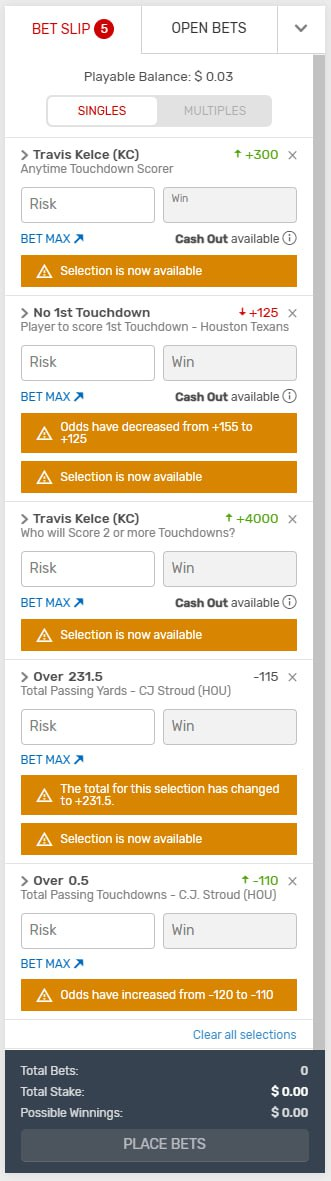 BET SLIP 5
OPEN BETS
Playable Balance: $ 0.03
SINGLES
MULTIPLES
Travis Kelce (KC) +300
Anytime Touchdown Scorer
Risk Win
BET MAX Cash Out available
Selection is now available
No 1st Touchdown +125
Player to score 1st Touchdown - Houston Texans
Risk Win
BET MAX Cash Out available
Odds have decreased from +155 to
+125
Selection is now available
Travis Kelce (KC) +4000
Who will Score 2 or more Touchdowns?
Risk Win
BET MAX Cash Out available
Selection is now available
Over 231.5 -115
Total Passing Yards - CJ Stroud (HOU)
Risk Win
BET MAX
The total for this selection has changed
to +231.5.
Selection is now available
Over 0.5 -110
Total Passing Touchdowns - C.J. Stroud (HOU)
Risk Win
BET MAX
Odds have increased from -120 to -110
Clear all selections
Total Bets: 0
Total Stake: $ 0.00
Possible Winnings: $ 0.00
PLACE BETS